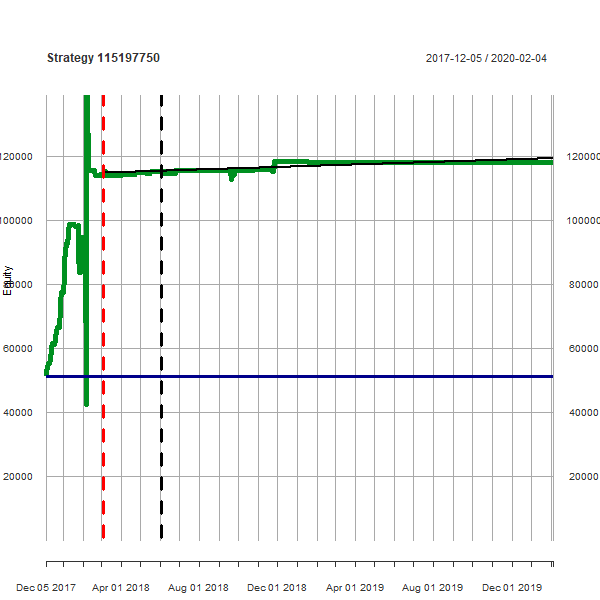 Strategy 115197750
2017-12-05 / 2020-02-04
120000
120000
100000
100000
Equity
80000
80000
60000
60000
40000
40000
20000
20000
Dec 05 2017
Apr 01 2018
Aug 01 2018
Dec 01 2018
Apr 01 2019
Aug 01 2019
Dec 01 2019